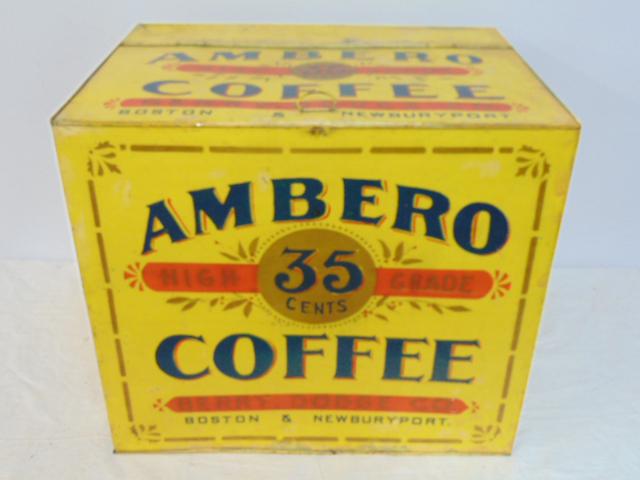 AMBERO
COFFEE
BOSTON & NEWBURYPORT
AMBERO
HIGH 35 GRADE
CENTS
COFFEE
BERRY DODGE CO.
BOSTON & NEWBURYPORT.